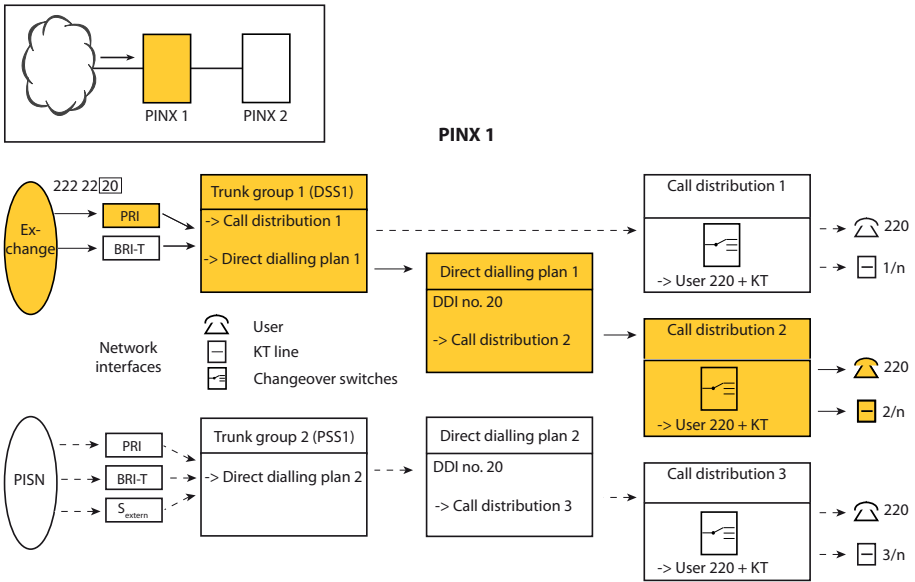 PINX 1
PINX 2
PINX 1
222 22 20
Ex-
change
PRI
BRI-T
Trunk group 1 (DSS1)
-> Call distribution 1
-> Direct dialling plan 1
Direct dialling plan 1
DDI no. 20
-> Call distribution 2
Call distribution 1
-> User 220 + KT
220
1/n
Call distribution 2
-> User 220 + KT
220
2/n
Network
interfaces
User
KT line
Changeover switches
PISN
PRI
BRI-T
Sextern
Trunk group 2 (PSS1)
-> Direct dialling plan 2
Direct dialling plan 2
DDI no. 20
-> Call distribution 3
Call distribution 3
-> User 220 + KT
220
3/n